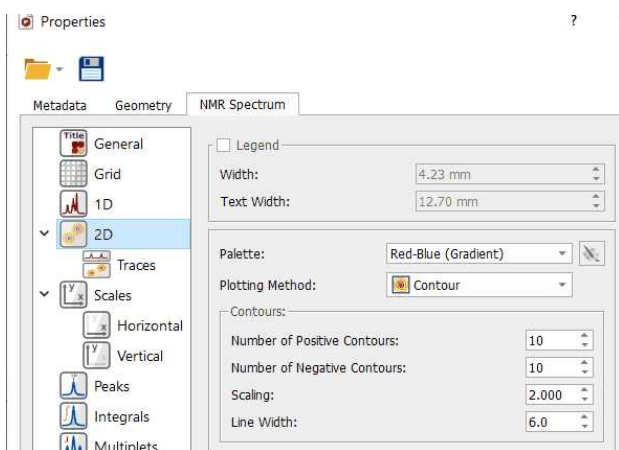 Properties ?
Metadata Geometry NMR Spectrum
Title General
Grid
1D
2D
Traces
Scales
Horizontal
Vertical
Peaks
Integrals
Multiplets
Legend
Width: 4.23 mm
Text Width: 12.70 mm
Palette: Red-Blue (Gradient)
Plotting Method: Contour
Contours:
Number of Positive Contours: 10
Number of Negative Contours: 10
Scaling: 2.000
Line Width: 6.0